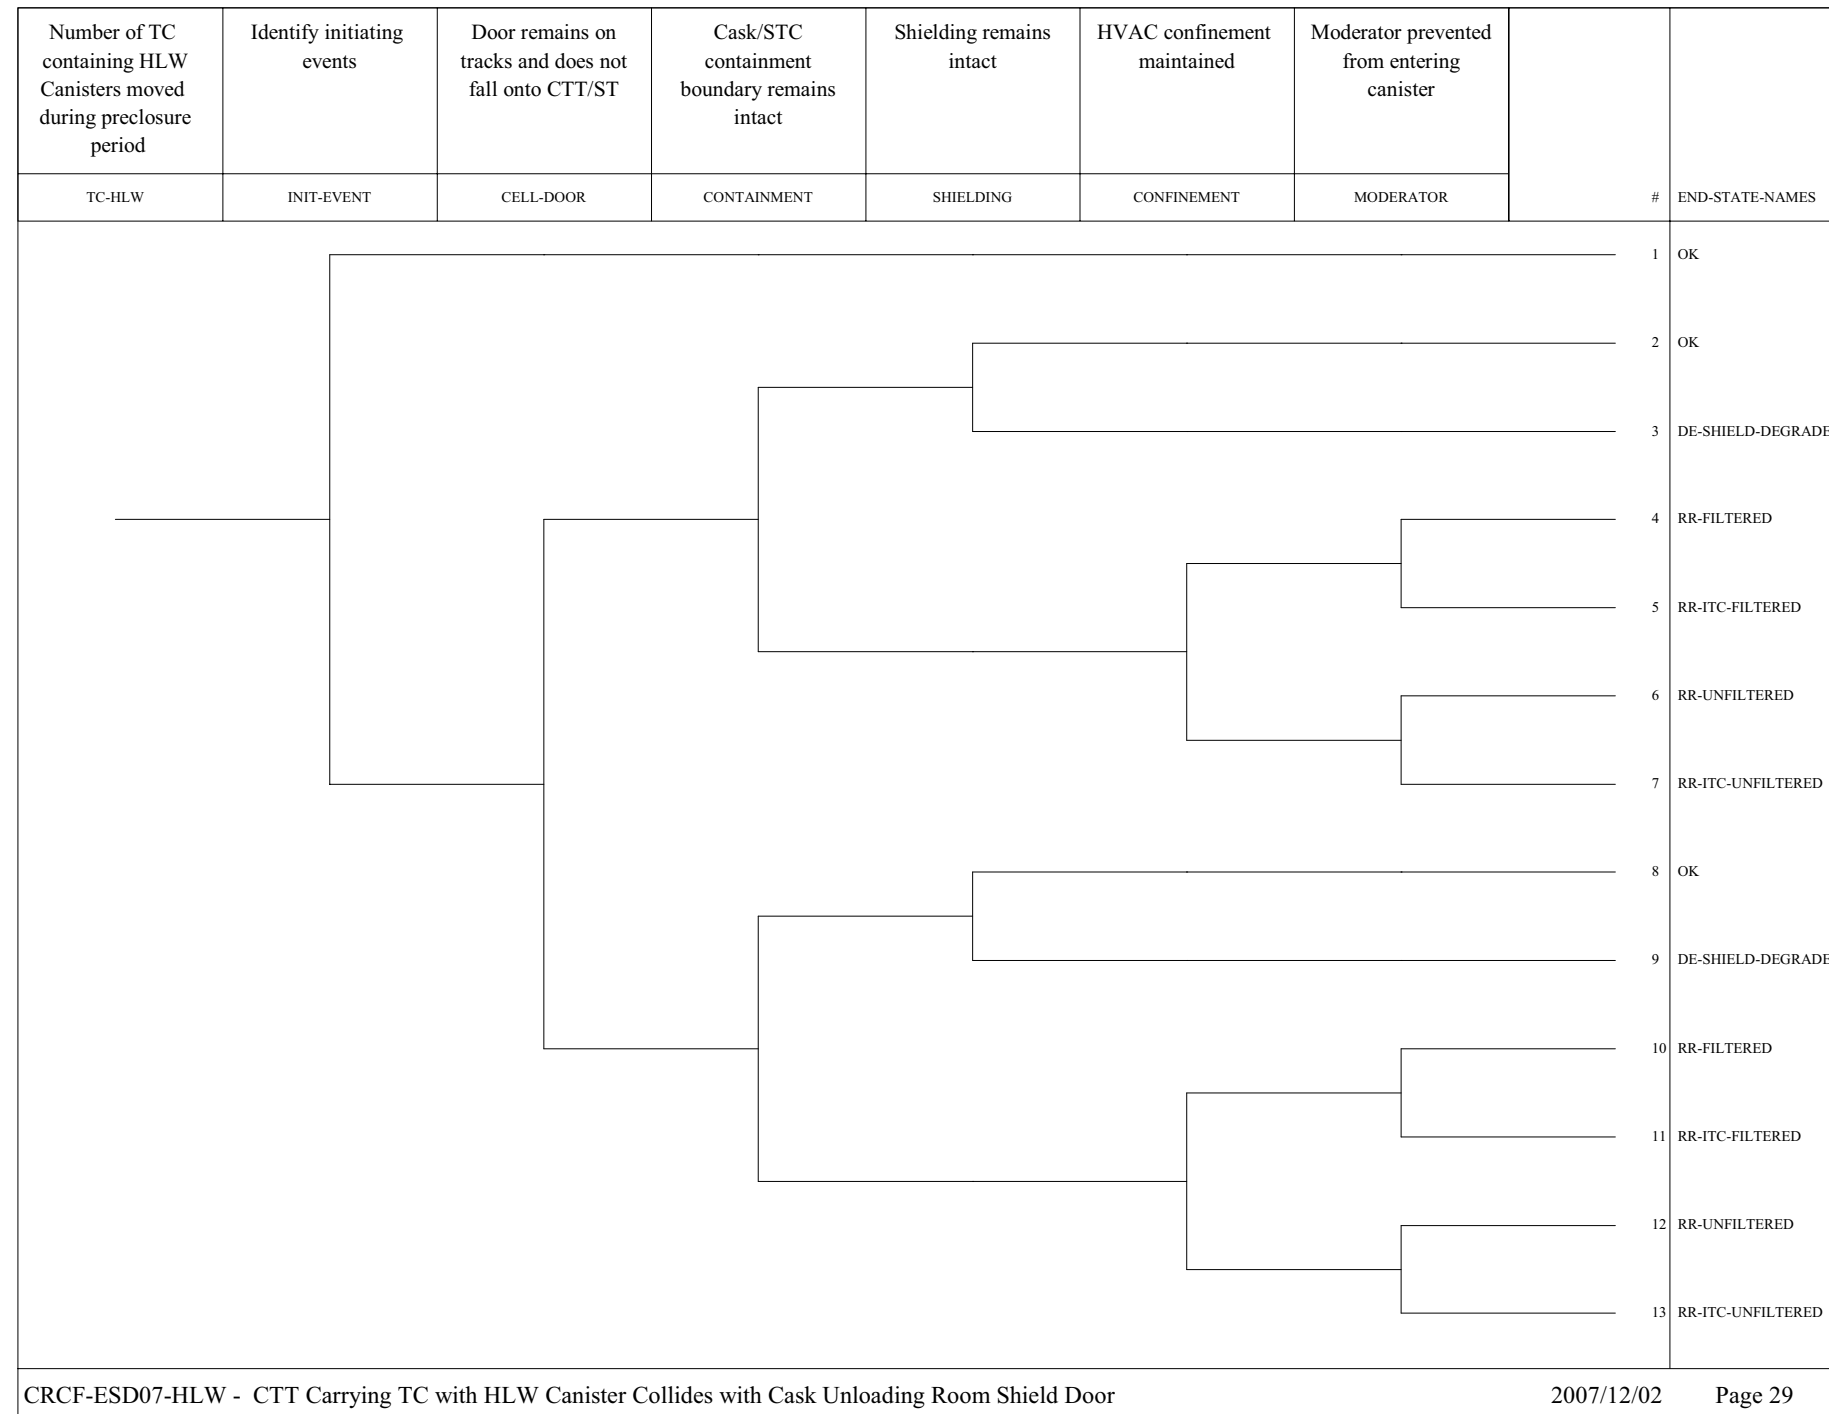 Number of TC
containing HLW
Canisters moved
during preclosure
period
Identify initiating
events
Door remains on
tracks and does not
fall onto CTT/ST
Cask/STC
containment
boundary remains
intact
Shielding remains
intact
HVAC confinement
maintained
Moderator prevented
from entering
canister
TC-HLW
INIT-EVENT
CELL-DOOR
CONTAINMENT
SHIELDING
CONFINEMENT
MODERATOR
# END-STATE-NAMES
1 OK
2 OK
3 DE-SHIELD-DEGRADE
4 RR-FILTERED
5 RR-ITC-FILTERED
6 RR-UNFILTERED
7 RR-ITC-UNFILTERED
8 OK
9 DE-SHIELD-DEGRADE
10 RR-FILTERED
11 RR-ITC-FILTERED
12 RR-UNFILTERED
13 RR-ITC-UNFILTERED
CRCF-ESD07-HLW - CTT Carrying TC with HLW Canister Collides with Cask Unloading Room Shield Door 2007/12/02 Page 29